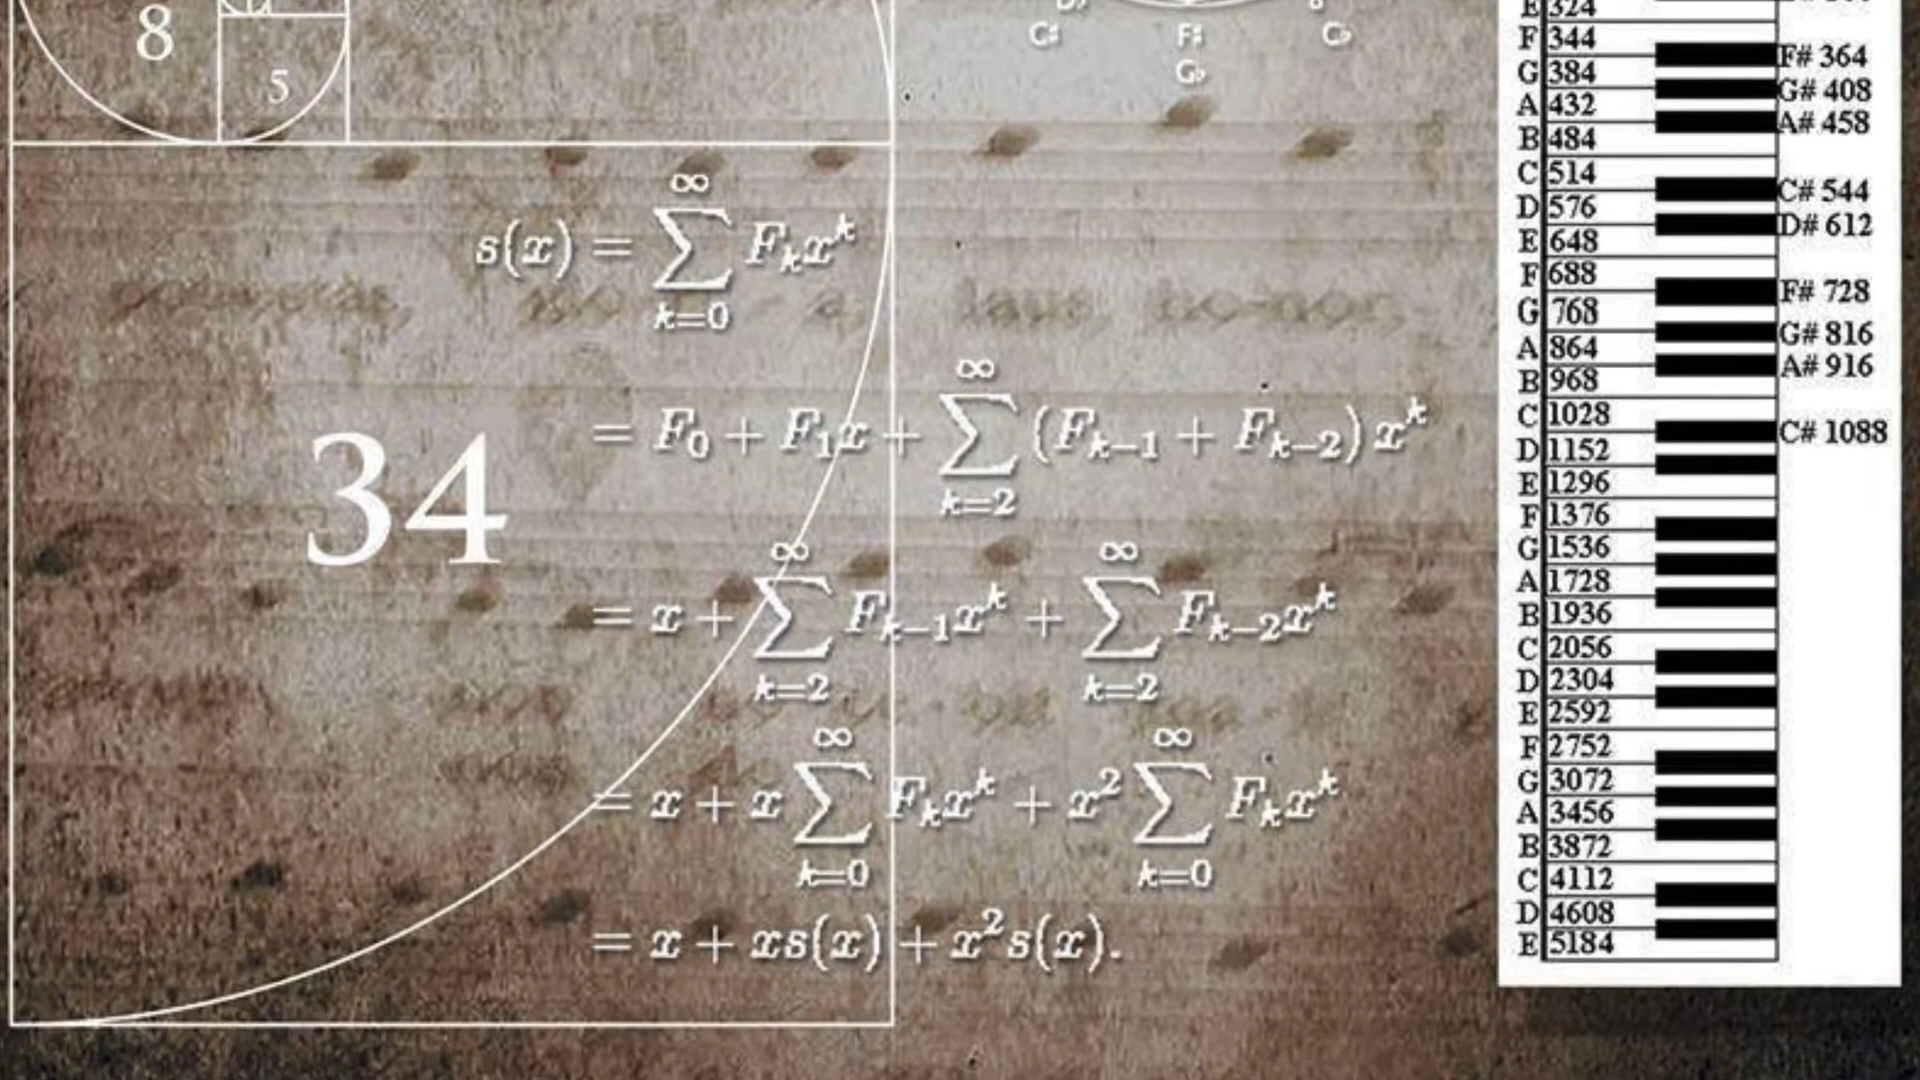 8
5
34
C♯
F♯
C♭
G♭
s(x) = ∑_{k=0}^{∞} F_k x^k
= F_0 + F_1 x + ∑_{k=2}^{∞} (F_{k−1} + F_{k−2}) x^k
= x + ∑_{k=2}^{∞} F_{k−1} x^k + ∑_{k=2}^{∞} F_{k−2} x^k
= x + x ∑_{k=0}^{∞} F_k x^k + x^2 ∑_{k=0}^{∞} F_k x^k
= x + xs(x) + x^2 s(x).
E 324
F 344
F# 364
G 384
G# 408
A 432
A# 458
B 484
C 514
C# 544
D 576
D# 612
E 648
F 688
F# 728
G 768
G# 816
A 864
A# 916
B 968
C 1028
C# 1088
D 1152
E 1296
F 1376
G 1536
A 1728
B 1936
C 2056
D 2304
E 2592
F 2752
G 3072
A 3456
B 3872
C 4112
D 4608
E 5184